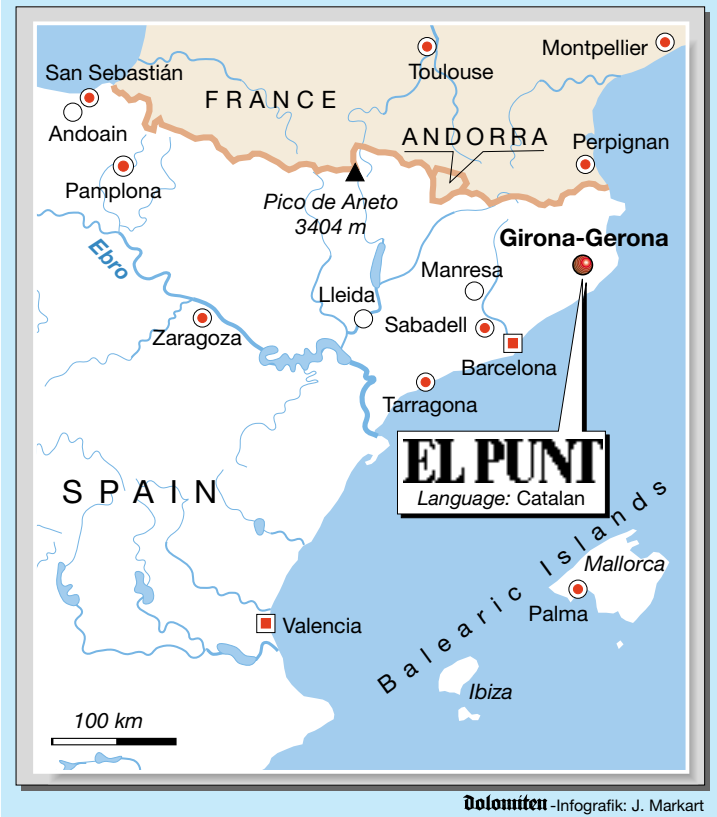 Montpellier
San Sebastián
Toulouse
FRANCE
Andoain
ANDORRA
Perpignan
Pamplona
Pico de Aneto
3404 m
Girona-Gerona
Ebro
Manresa
Lleida
Sabadell
Zaragoza
Barcelona
Tarragona
EL PUNT
Language: Catalan
SPAIN
Balearic Islands
Mallorca
Palma
Valencia
Ibiza
100 km
Dolomiten-Infografik: J. Markart